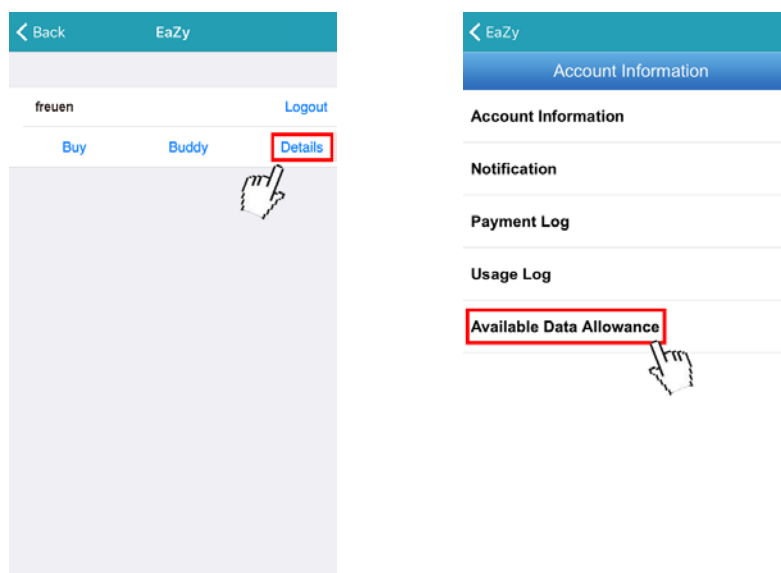 Back EaZy
freuen Logout
Buy Buddy Details
EaZy
Account Information
Account Information
Notification
Payment Log
Usage Log
Available Data Allowance